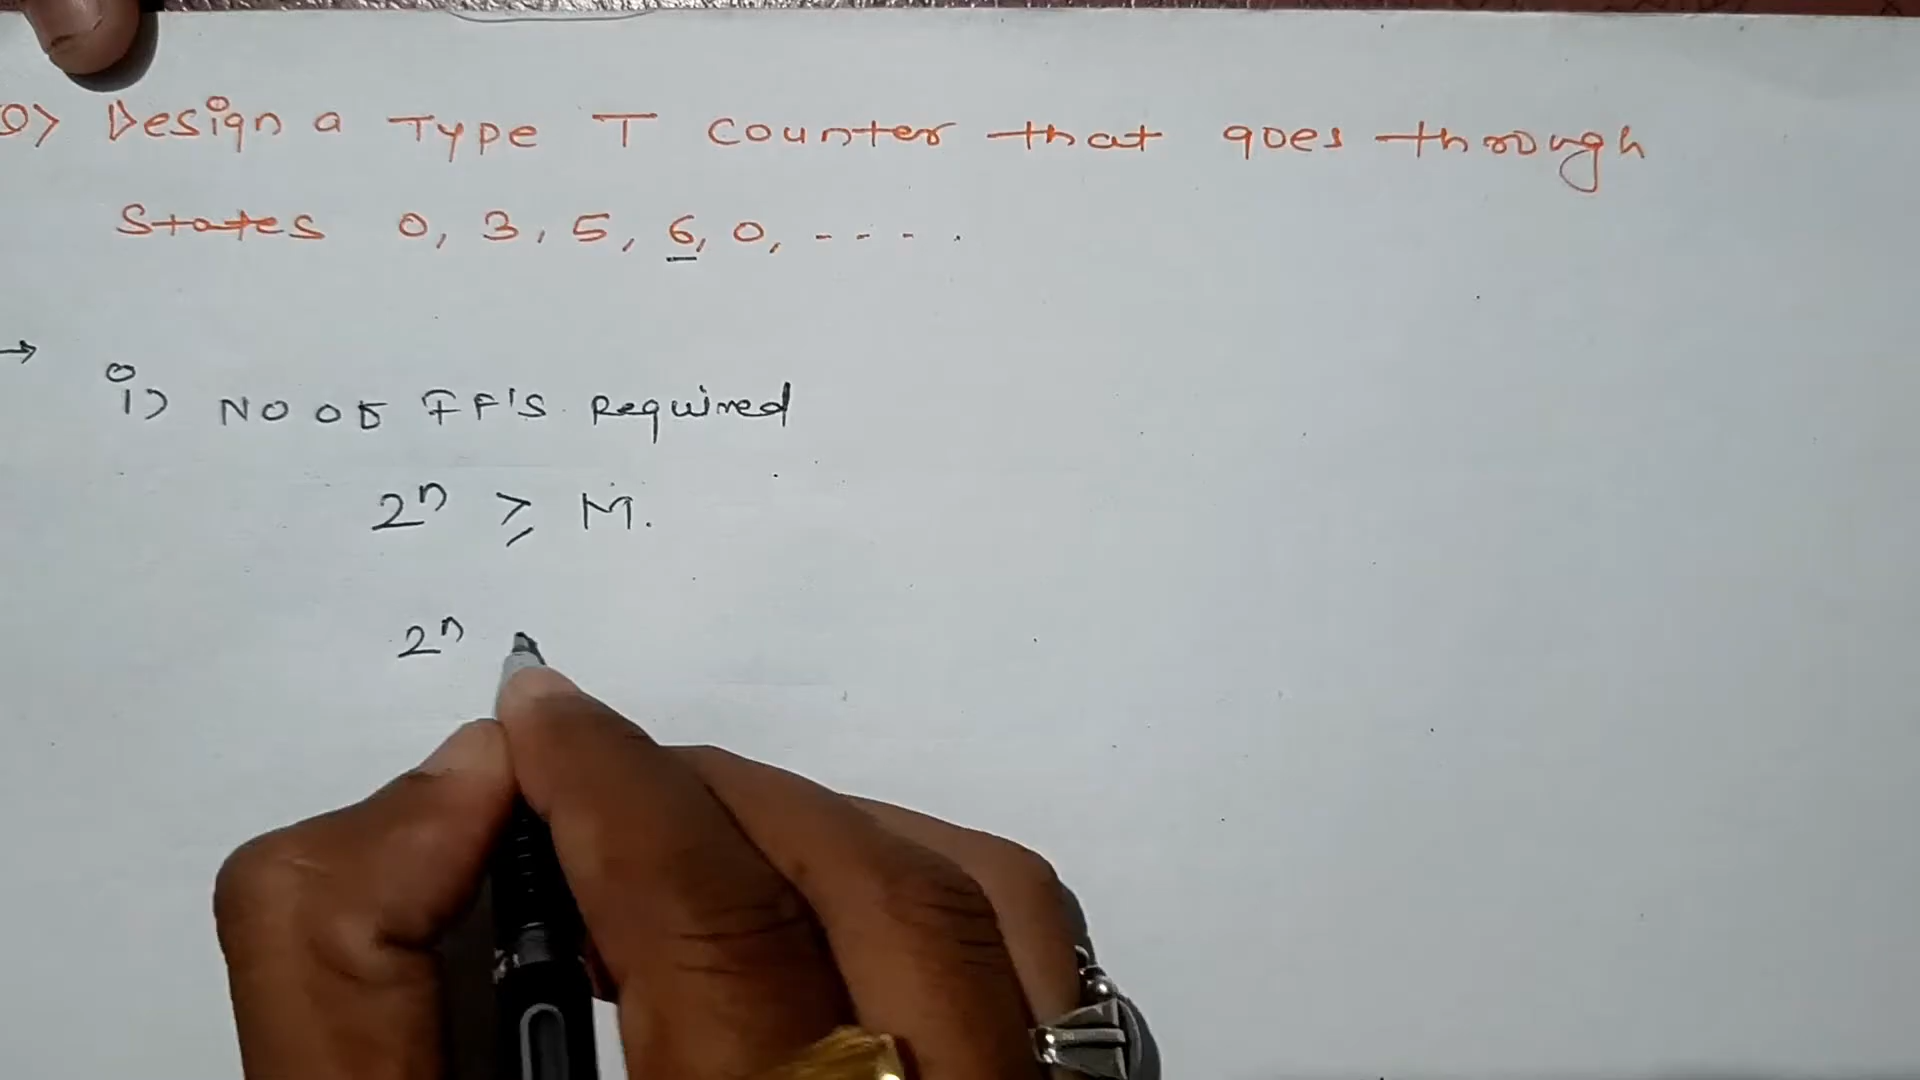 Q> Design a Type T counter that goes through
States 0, 3, 5, 6, 0, - - - - .
→
i) No of FF's Required
2ⁿ ≥ M.
2ⁿ